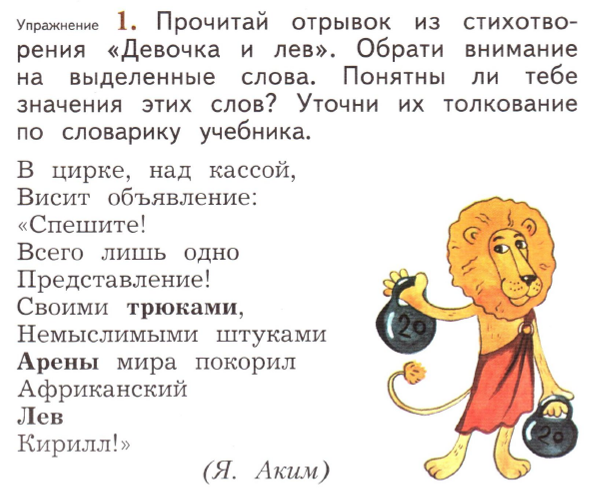 Упражнение 1. Прочитай отрывок из стихотво-
рения «Девочка и лев». Обрати внимание
на выделенные слова. Понятны ли тебе
значения этих слов? Уточни их толкование
по словарику учебника.
В цирке, над кассой,
Висит объявление:
«Спешите!
Всего лишь одно
Представление!
Своими трюками,
Немыслимыми штуками
Арены мира покорил
Африканский
Лев
Кирилл!»
(Я. Аким)
20
20